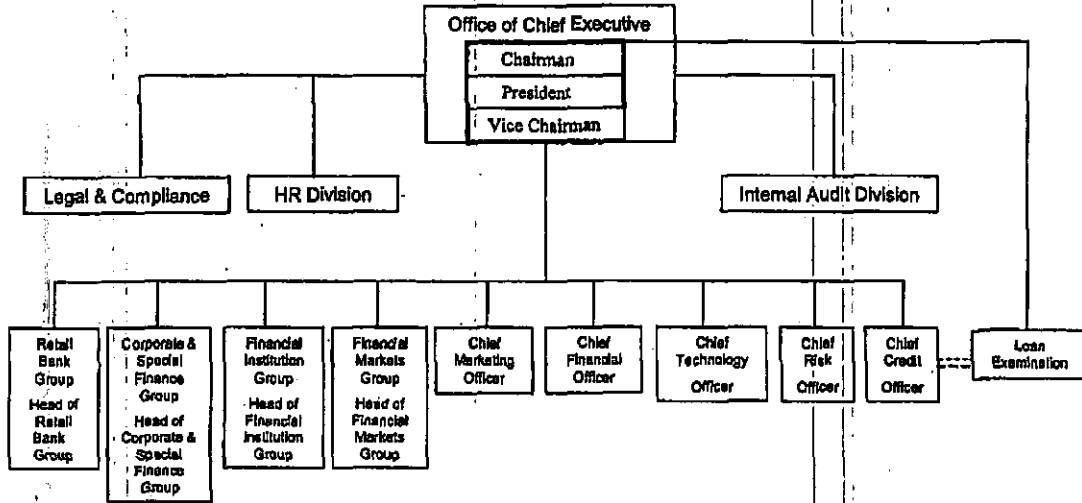 Office of Chief Executive
Chairman
President
Vice Chairman
Legal & Compliance
HR Division
Internal Audit Division
Retail
Bank
Group
Head of
Retail
Bank
Group
Corporate &
Special
Finance
Group
Head of
Corporate &
Special
Finance
Group
Financial
Institution
Group
Head of
Financial
Institution
Group
Financial
Markets
Group
Head of
Financial
Markets
Group
Chief
Marketing
Officer
Chief
Financial
Officer
Chief
Technology
Officer
Chief
Risk
Officer
Chief
Credit
Officer
Loan
Examination